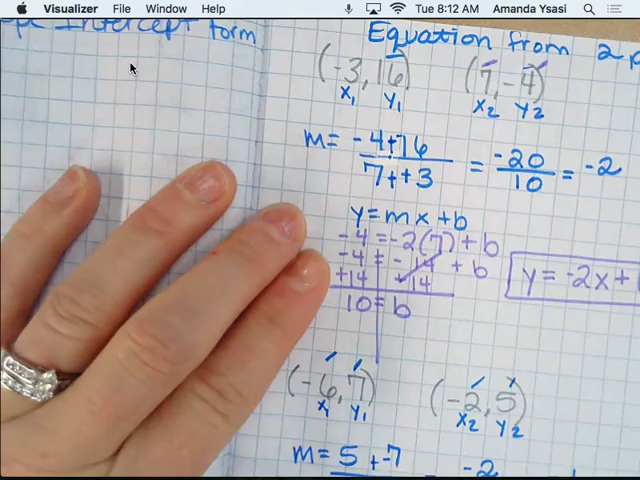 Visualizer File Window Help Tue 8:12 AM Amanda Ysasi
Intercept form
Equation from 2
(-3, 16) (7, -4)
x₁ y₁ x₂ y₂
m = -4+-16 / 7++3 = -20 / 10 = -2
y = mx + b
-4 = -2(7) + b
-4 = -14 + b
+14 +14
10 = b
y = -2x +
(-6, 7) (-2, 5)
x₁ y₁ x₂ y₂
m = 5 + -7
-2